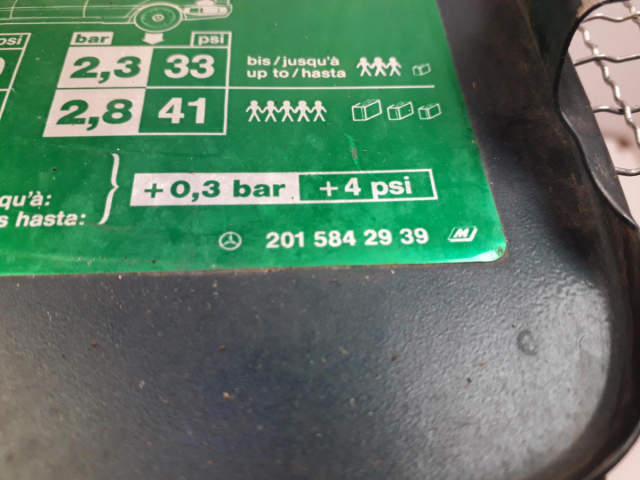 osi bar psi
2,3 33 bis/jusqu'à
up to/hasta
2,8 41
+0,3 bar +4 psi
qu'à:
s hasta:
201 584 29 39 M